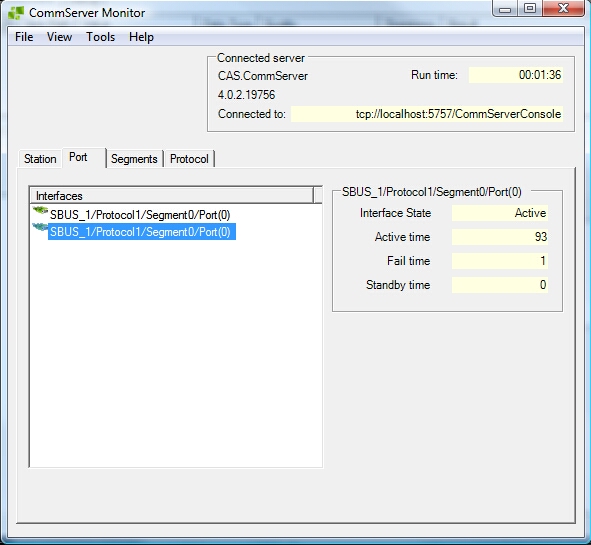 CommServer Monitor
File View Tools Help
Connected server
CAS.CommServer Run time: 00:01:36
4.0.2.19756
Connected to: tcp://localhost:5757/CommServerConsole
Station Port Segments Protocol
Interfaces
SBUS_1/Protocol1/Segment0/Port(0)
SBUS_1/Protocol1/Segment0/Port(0)
SBUS_1/Protocol1/Segment0/Port(0)
Interface State Active
Active time 93
Fail time 1
Standby time 0